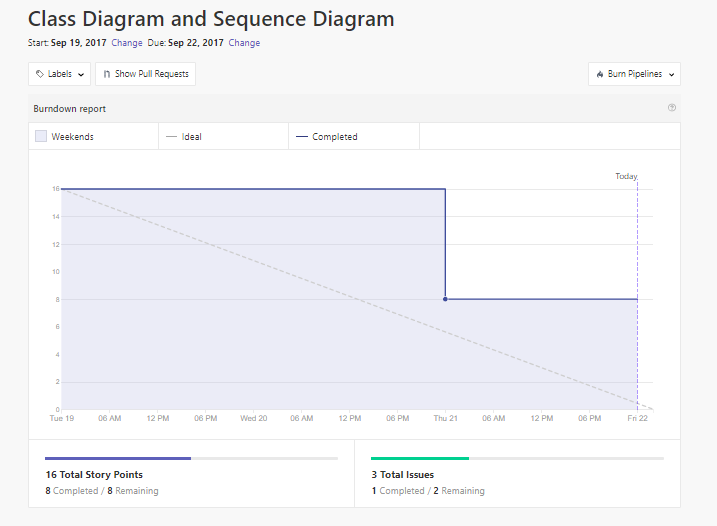 Class Diagram and Sequence Diagram
Start: Sep 19, 2017 Change Due: Sep 22, 2017 Change
Labels Show Pull Requests Burn Pipelines
Burndown report
Weekends Ideal Completed
Today
16
14
12
10
8
6
4
2
0
Tue 19 06 AM 12 PM 06 PM Wed 20 06 AM 12 PM 06 PM Thu 21 06 AM 12 PM 06 PM Fri 22
16 Total Story Points 3 Total Issues
8 Completed / 8 Remaining 1 Completed / 2 Remaining